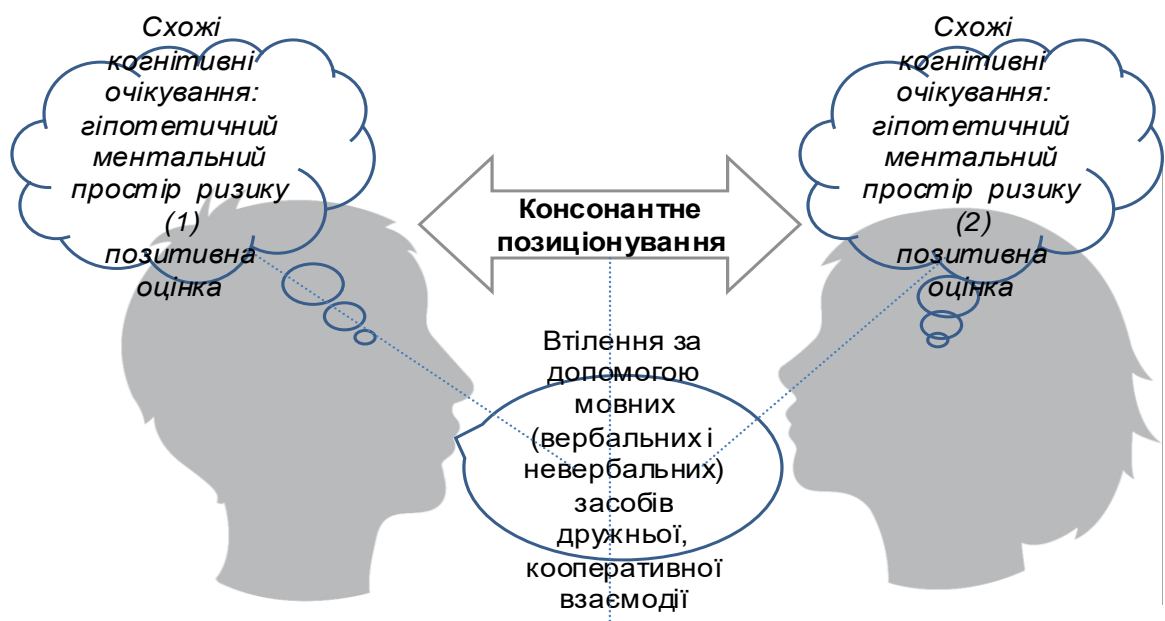 Схожі
когнітивні
очікування:
гіпотетичний
ментальний
простір ризику
(1)
позитивна
оцінка
Консонантне
позиціонування
Схожі
когнітивні
очікування:
гіпотетичний
ментальний
простір ризику
(2)
позитивна
оцінка
Втілення за
допомогою
мовних
(вербальних і
невербальних)
засобів
дружньої,
кооперативної
взаємодії